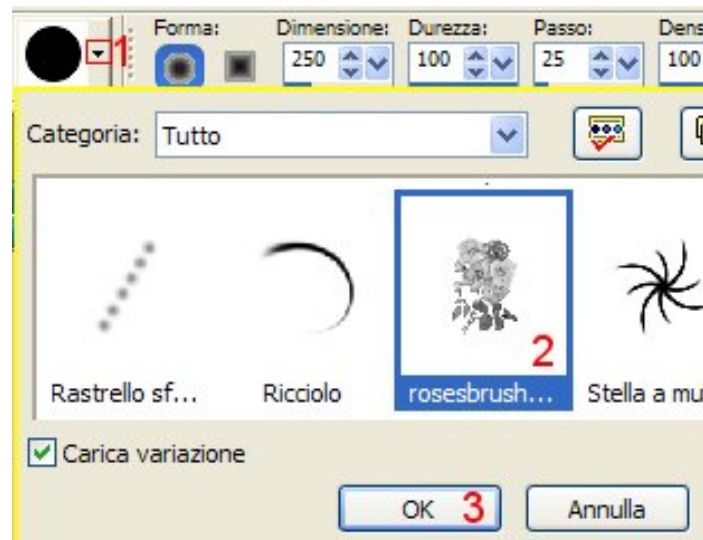 1 Forma: Dimensione: Durezza: Passo: Dens
250 100 25 100
Categoria: Tutto
2
Rastrello sf... Ricciolo rosesbrush... Stella a mu
Carica variazione
OK 3 Annulla